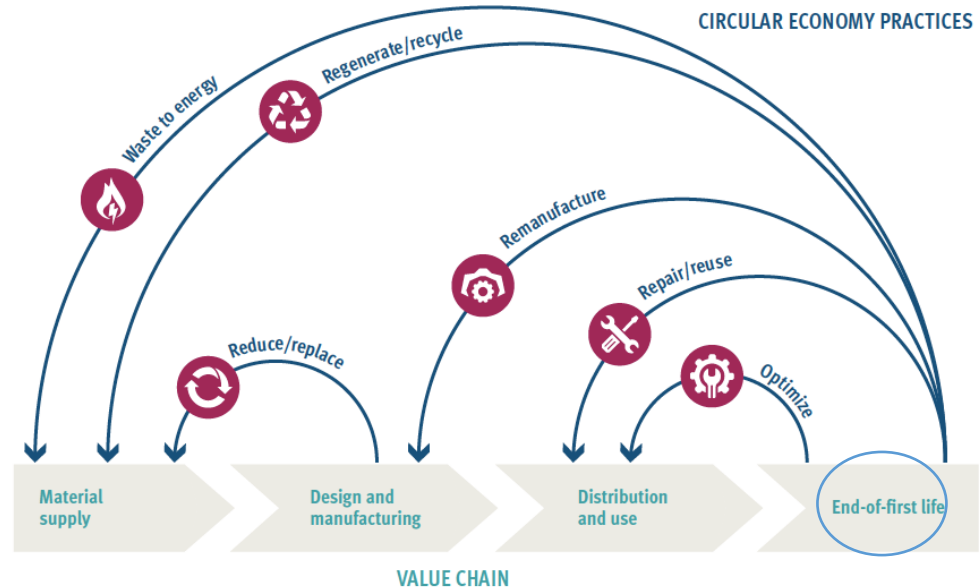 CIRCULAR ECONOMY PRACTICES
Waste to energy
Regenerate/recycle
Remanufacture
Repair/reuse
Reduce/replace
Optimize
Material
supply
Design and
manufacturing
Distribution
and use
End-of-first life
VALUE CHAIN